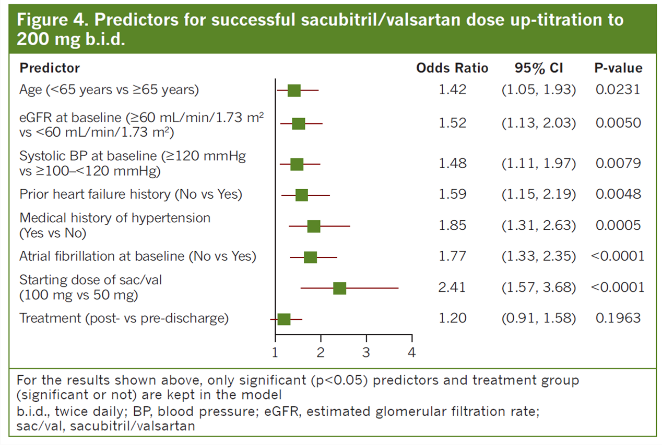 Figure 4. Predictors for successful sacubitril/valsartan dose up-titration to
200 mg b.i.d.
Predictor Odds Ratio 95% CI P-value
Age (<65 years vs ≥65 years) 1.42 (1.05, 1.93) 0.0231
eGFR at baseline (≥60 mL/min/1.73 m²
vs <60 mL/min/1.73 m²) 1.52 (1.13, 2.03) 0.0050
Systolic BP at baseline (≥120 mmHg
vs ≥100–<120 mmHg) 1.48 (1.11, 1.97) 0.0079
Prior heart failure history (No vs Yes) 1.59 (1.15, 2.19) 0.0048
Medical history of hypertension
(Yes vs No) 1.85 (1.31, 2.63) 0.0005
Atrial fibrillation at baseline (No vs Yes) 1.77 (1.33, 2.35) <0.0001
Starting dose of sac/val
(100 mg vs 50 mg) 2.41 (1.57, 3.68) <0.0001
Treatment (post- vs pre-discharge) 1.20 (0.91, 1.58) 0.1963
1 2 3 4
For the results shown above, only significant (p<0.05) predictors and treatment group
(significant or not) are kept in the model
b.i.d., twice daily; BP, blood pressure; eGFR, estimated glomerular filtration rate;
sac/val, sacubitril/valsartan